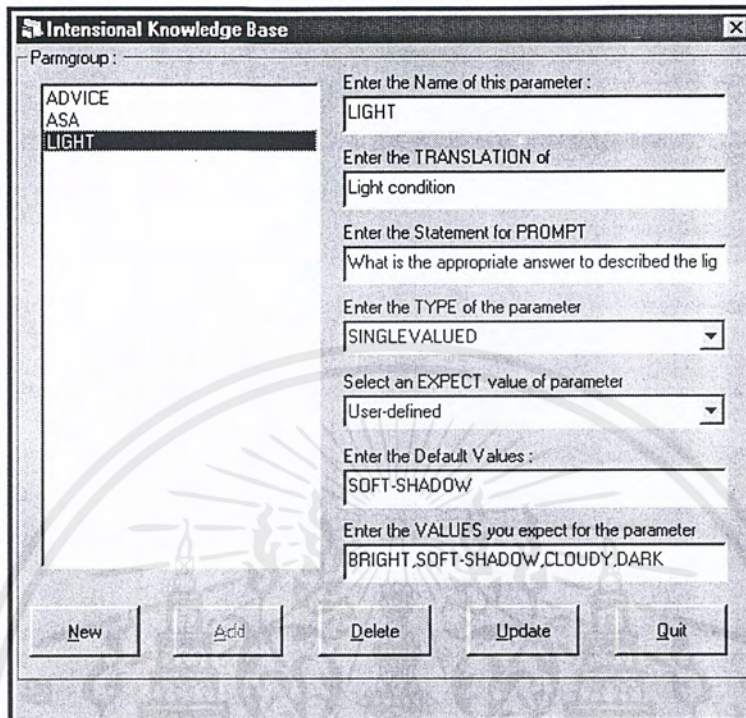 Intensional Knowledge Base
Parmgroup :
ADVICE
ASA
LIGHT
Enter the Name of this parameter :
LIGHT
Enter the TRANSLATION of
Light condition
Enter the Statement for PROMPT
What is the appropriate answer to described the lig
Enter the TYPE of the parameter
SINGLEVALUED
Select an EXPECT value of parameter
User-defined
Enter the Default Values :
SOFT-SHADOW
Enter the VALUES you expect for the parameter
BRIGHT,SOFT-SHADOW,CLOUDY,DARK
New Add Delete Update Quit